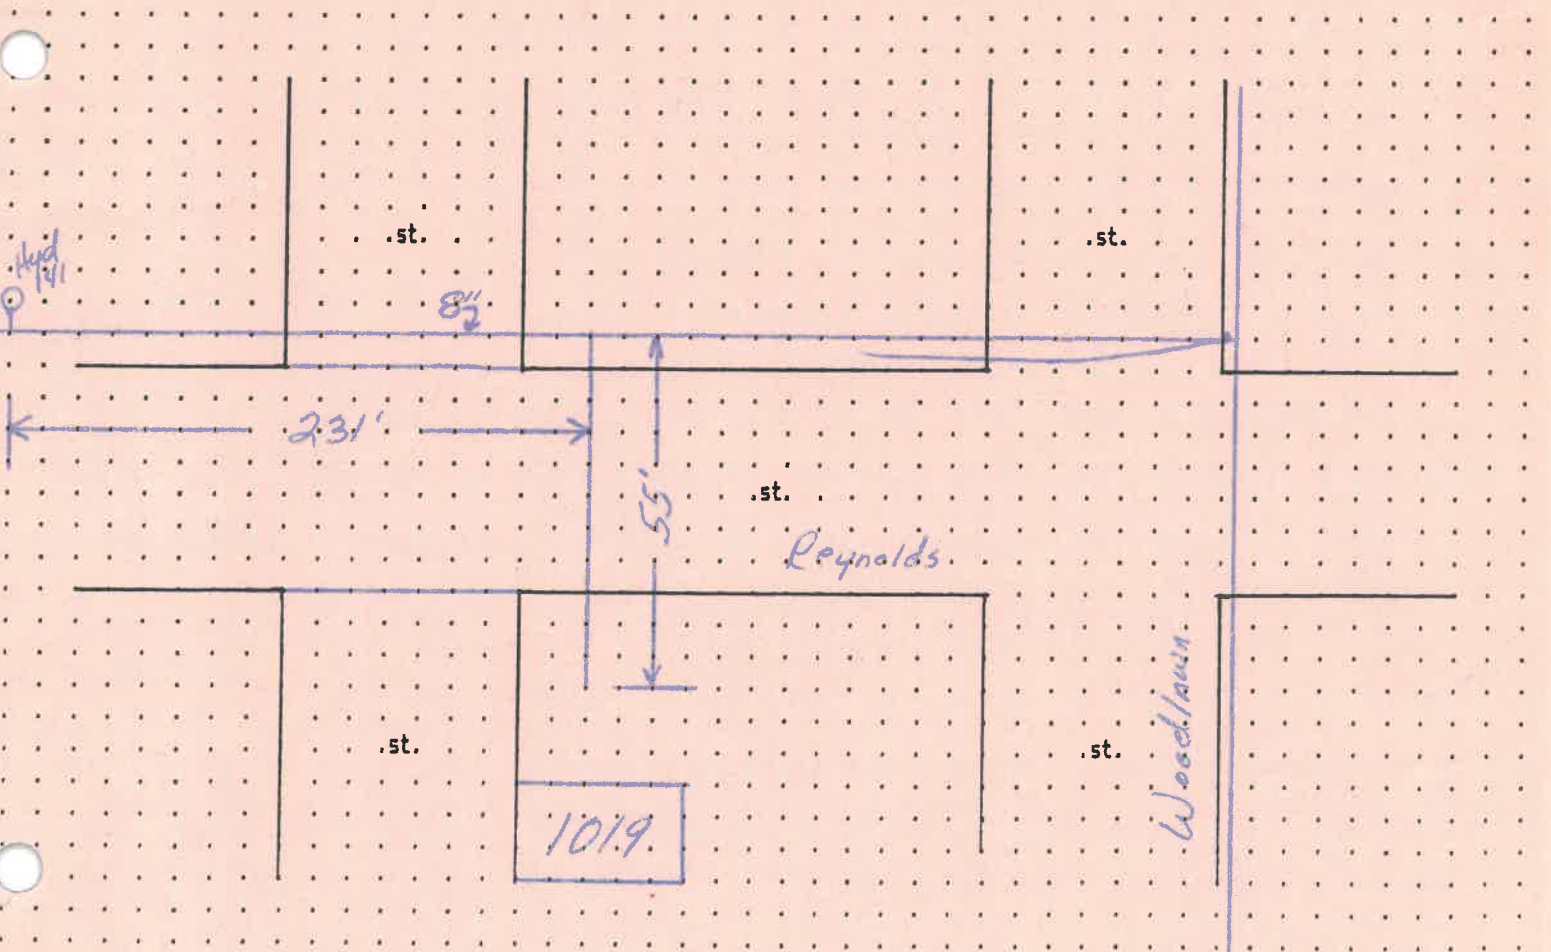 .st.
.st.
Hyd
141
8"
231'
55'
.st.
Reynolds
Woodlawn
.st.
.st.
1019